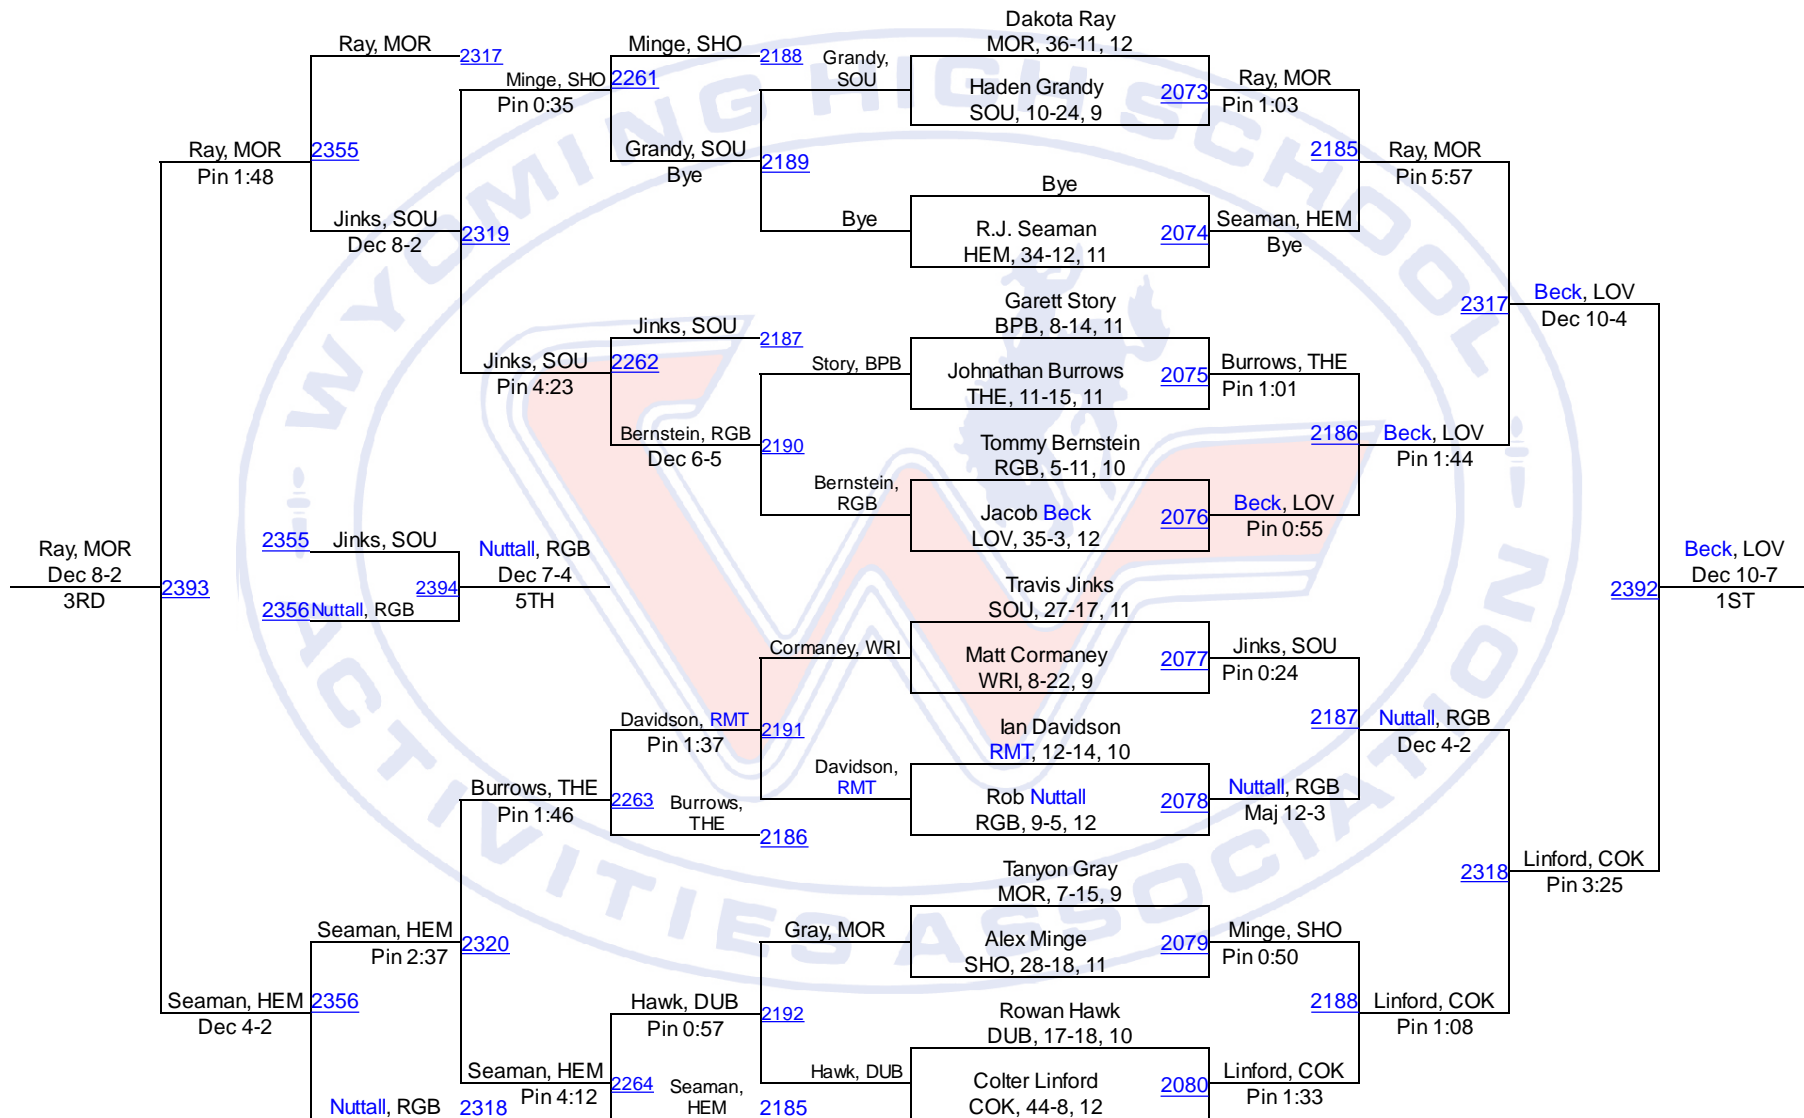 Dakota Ray
MOR, 36-11, 12
Ray, MOR
2317
Minge, SHO
2188
Grandy,
SOU
Minge, SHO
2261
Pin 0:35
Haden Grandy
SOU, 10-24, 9
2073
Ray, MOR
Pin 1:03
Ray, MOR
Pin 1:48
2355
Grandy, SOU
Bye
2189
2185
Ray, MOR
Pin 5:57
Bye
Jinks, SOU
Dec 8-2
2319
Bye
R.J. Seaman
HEM, 34-12, 11
2074
Seaman, HEM
Bye
Garett Story
BPB, 8-14, 11
2317
Beck, LOV
Dec 10-4
Jinks, SOU
2187
Jinks, SOU
Pin 4:23
2262
Story, BPB
Johnathan Burrows
THE, 11-15, 11
2075
Burrows, THE
Pin 1:01
Bernstein, RGB
Dec 6-5
2190
Tommy Bernstein
RGB, 5-11, 10
2186
Beck, LOV
Pin 1:44
Bernstein,
RGB
Jacob Beck
LOV, 35-3, 12
2076
Beck, LOV
Pin 0:55
Ray, MOR
Dec 8-2
3RD
2393
2355
Jinks, SOU
2356
Nuttall, RGB
2394
Nuttall, RGB
Dec 7-4
5TH
Travis Jinks
SOU, 27-17, 11
2392
Beck, LOV
Dec 10-7
1ST
Cormaney, WRI
Matt Cormaney
WRI, 8-22, 9
2077
Jinks, SOU
Pin 0:24
Davidson, RMT
Pin 1:37
2191
Ian Davidson
RMT, 12-14, 10
2187
Nuttall, RGB
Dec 4-2
Burrows, THE
Pin 1:46
2263
Burrows,
THE
2186
Davidson,
RMT
Rob Nuttall
RGB, 9-5, 12
2078
Nuttall, RGB
Maj 12-3
Tanyon Gray
MOR, 7-15, 9
2318
Linford, COK
Pin 3:25
Seaman, HEM
Pin 2:37
2320
Gray, MOR
Alex Minge
SHO, 28-18, 11
2079
Minge, SHO
Pin 0:50
Seaman, HEM
Dec 4-2
2356
Hawk, DUB
Pin 0:57
2192
Rowan Hawk
DUB, 17-18, 10
2188
Linford, COK
Pin 1:08
Seaman, HEM
Pin 4:12
2264
Seaman,
HEM
2185
Hawk, DUB
Colter Linford
COK, 44-8, 12
2080
Linford, COK
Pin 1:33
Nuttall, RGB
2318
WYOMING HIGH SCHOOL
ACTIVITIES ASSOCIATION